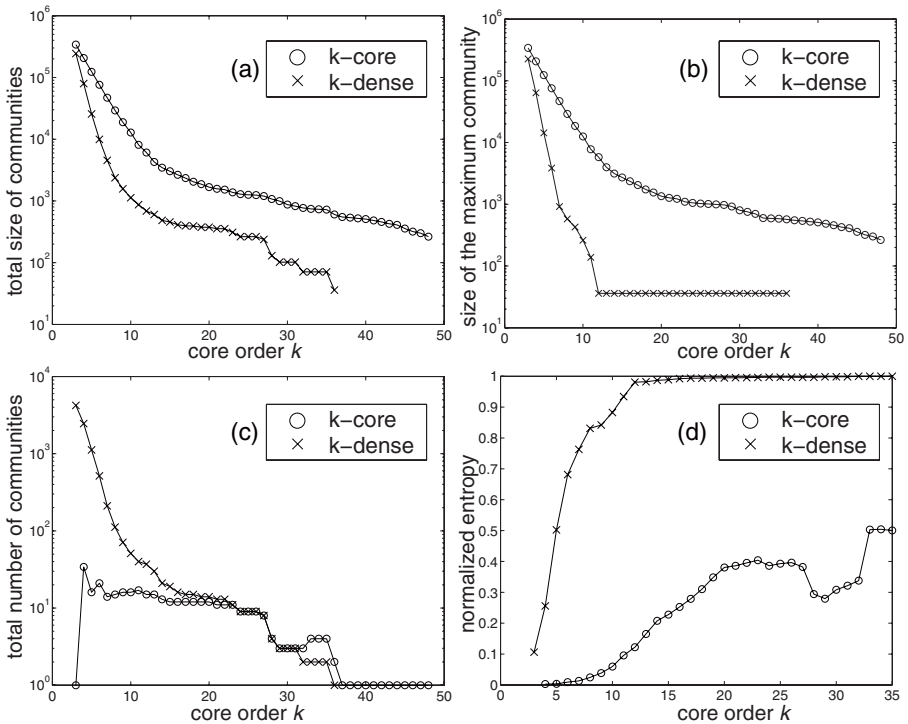 10^6
10^5
10^4
10^3
10^2
10^1
total size of communities
(a)
k-core
k-dense
0 10 20 30 40 50
core order k
10^6
10^5
10^4
10^3
10^2
10^1
size of the maximum community
(b)
k-core
k-dense
0 10 20 30 40 50
core order k
10^4
10^3
10^2
10^1
10^0
total number of communities
(c)
k-core
k-dense
0 10 20 30 40 50
core order k
1
0.9
0.8
0.7
0.6
0.5
0.4
0.3
0.2
0.1
0
normalized entropy
(d)
k-core
k-dense
0 5 10 15 20 25 30 35
core order k